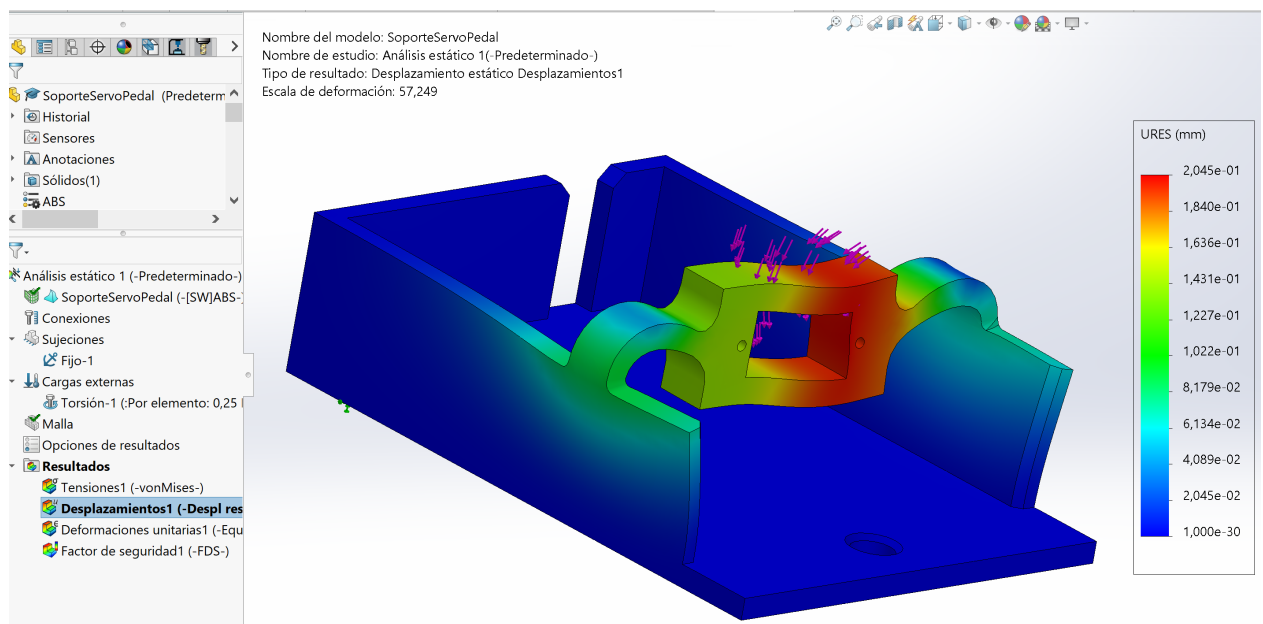 Nombre del modelo: SoporteServoPedal
Nombre de estudio: Análisis estático 1(-Predeterminado-)
Tipo de resultado: Desplazamiento estático Desplazamientos1
Escala de deformación: 57,249
SoporteServoPedal (Predeterm
Historial
Sensores
Anotaciones
Sólidos(1)
ABS
Análisis estático 1 (-Predeterminado-)
SoporteServoPedal (-[SW]ABS-
Conexiones
Sujeciones
Fijo-1
Cargas externas
Torsión-1 (:Por elemento: 0,25
Malla
Opciones de resultados
Resultados
Tensiones1 (-vonMises-)
Desplazamientos1 (-Despl res
Deformaciones unitarias1 (-Equ
Factor de seguridad1 (-FDS-)
URES (mm)
2,045e-01
1,840e-01
1,636e-01
1,431e-01
1,227e-01
1,022e-01
8,179e-02
6,134e-02
4,089e-02
2,045e-02
1,000e-30